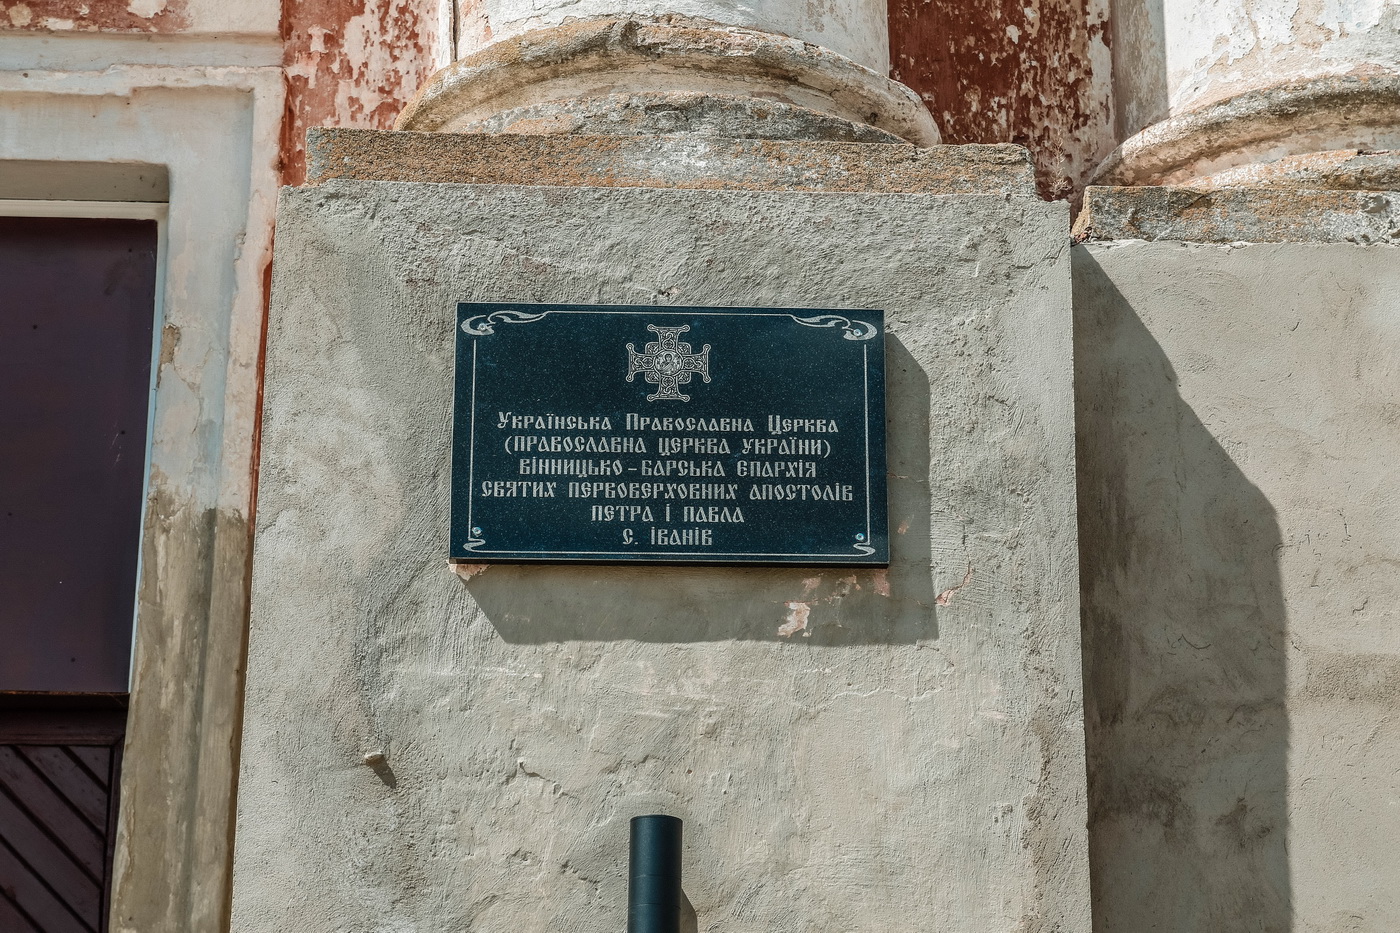 Українська Православна Церква
(ПРАВОСЛАВНА ЦЕРКВА УКРАЇНИ)
ВІННИЦЬКО-БАРСЬКА ЄПАРХІЯ
СВЯТИХ ПЕРВОВЕРХОВНИХ АПОСТОЛІВ
ПЕТРА І ПАВЛА
С. ІВАНІВ